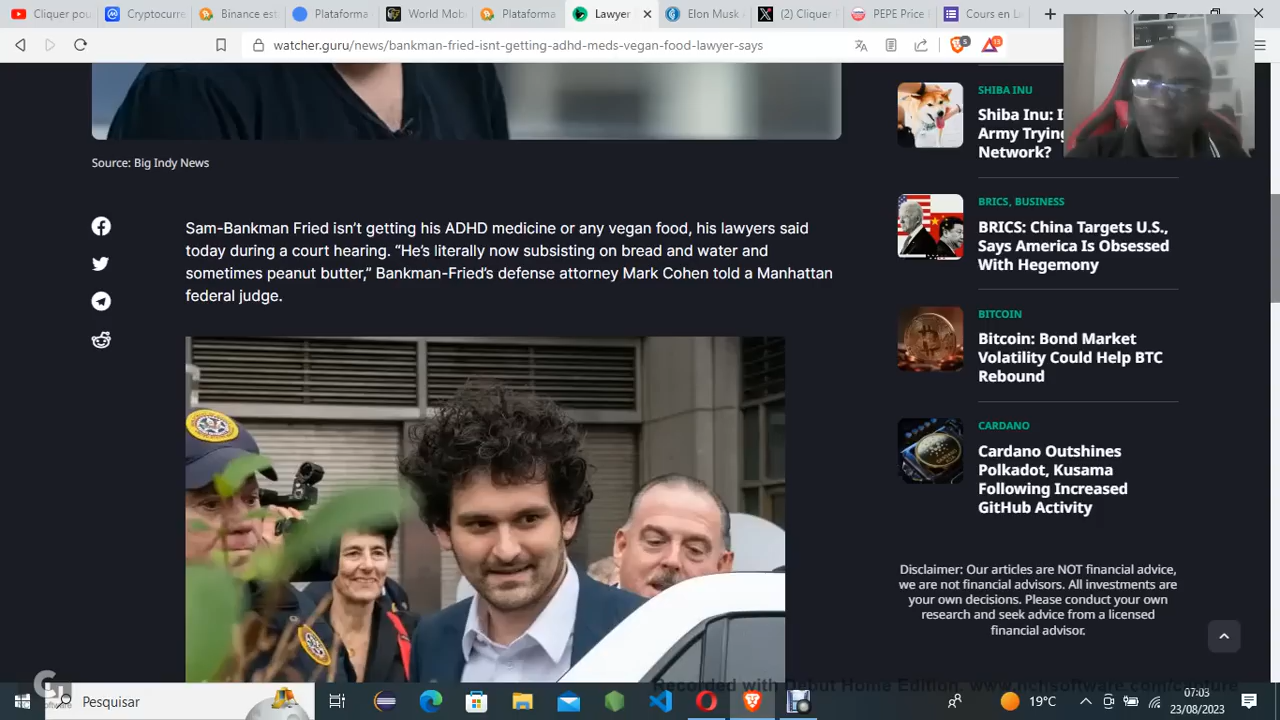 Cliquer pou
Cryptocurre
Binance est
Plataforma
World Mob
Plataforma
Lawyer
Elon Musk
(2) Cliquer
PEPE Price
Cours en L
watcher.guru/news/bankman-fried-isnt-getting-adhd-meds-vegan-food-lawyer-says
Source: Big Indy News
Sam-Bankman Fried isn't getting his ADHD medicine or any vegan food, his lawyers said
today during a court hearing. “He's literally now subsisting on bread and water and
sometimes peanut butter,” Bankman-Fried's defense attorney Mark Cohen told a Manhattan
federal judge.
SHIBA INU
Shiba Inu:
Army Trying
Network?
BRICS, BUSINESS
BRICS: China Targets U.S.,
Says America Is Obsessed
With Hegemony
BITCOIN
Bitcoin: Bond Market
Volatility Could Help BTC
Rebound
CARDANO
Cardano Outshines
Polkadot, Kusama
Following Increased
GitHub Activity
Disclaimer: Our articles are NOT financial advice,
we are not financial advisors. All investments are
your own decisions. Please conduct your own
research and seek advice from a licensed
financial advisor.
Recorded with Debut Home Edition. www.nchsoftware.com/capture
Pesquisar
19°C
07:03
23/08/2023